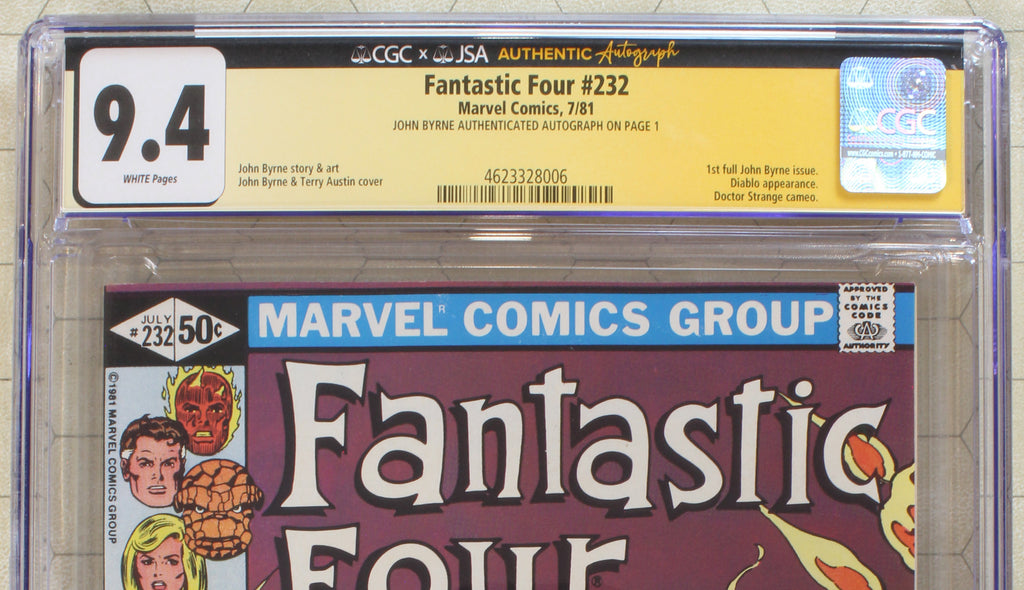 CGC x JSA AUTHENTIC Autograph
9.4
WHITE Pages
Fantastic Four #232
Marvel Comics, 7/81
JOHN BYRNE AUTHENTICATED AUTOGRAPH ON PAGE 1
John Byrne story & art
John Byrne & Terry Austin cover
4623328006
1st full John Byrne issue.
Diablo appearance.
Doctor Strange cameo.
CGC
JULY
#232
50¢
MARVEL COMICS GROUP
R
APPROVED
BY THE
COMICS
CODE
AUTHORITY
©1981 MARVEL COMICS GROUP
Fantastic
Four
®